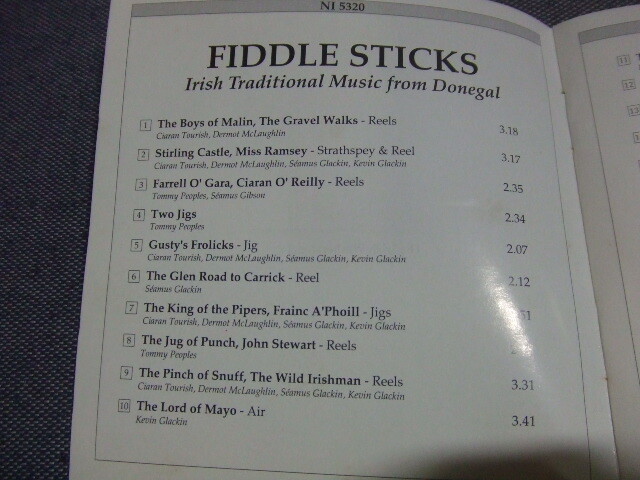 NI 5320
FIDDLE STICKS
Irish Traditional Music from Donegal
1 The Boys of Malin, The Gravel Walks - Reels 3.18
Ciaran Tourish, Dermot McLaughlin
2 Stirling Castle, Miss Ramsey - Strathspey & Reel 3.17
Ciaran Tourish, Dermot McLaughlin, Séamus Glackin, Kevin Glackin
3 Farrell O' Gara, Ciaran O' Reilly - Reels 2.35
Tommy Peoples, Séamus Gibson
4 Two Jigs 2.34
Tommy Peoples
5 Gusty's Frolicks - Jig 2.07
Ciaran Tourish, Dermot McLaughlin, Séamus Glackin, Kevin Glackin
6 The Glen Road to Carrick - Reel 2.12
Séamus Glackin
7 The King of the Pipers, Frainc A'Phoill - Jigs 51
Ciaran Tourish, Dermot McLaughlin, Séamus Glackin, Kevin Glackin
8 The Jug of Punch, John Stewart - Reels
Tommy Peoples
9 The Pinch of Snuff, The Wild Irishman - Reels 3.31
Ciaran Tourish, Dermot McLaughlin, Séamus Glackin, Kevin Glackin
10 The Lord of Mayo - Air 3.41
Kevin Glackin
11
12